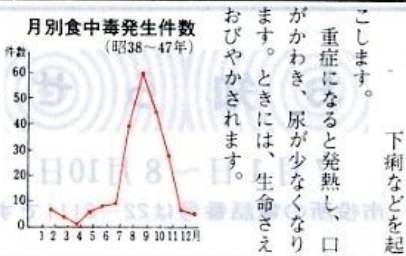 下痢などを起
こします。
重症になると発熱し、口
がかわき、尿が少なくなり
ます。ときには、生命さえ
おびやかされます。
月別食中毒発生件数
(昭38〜47年)
件数
60
50
40
30
20
10
0
1 2 3 4 5 6 7 8 9 10 11 12月